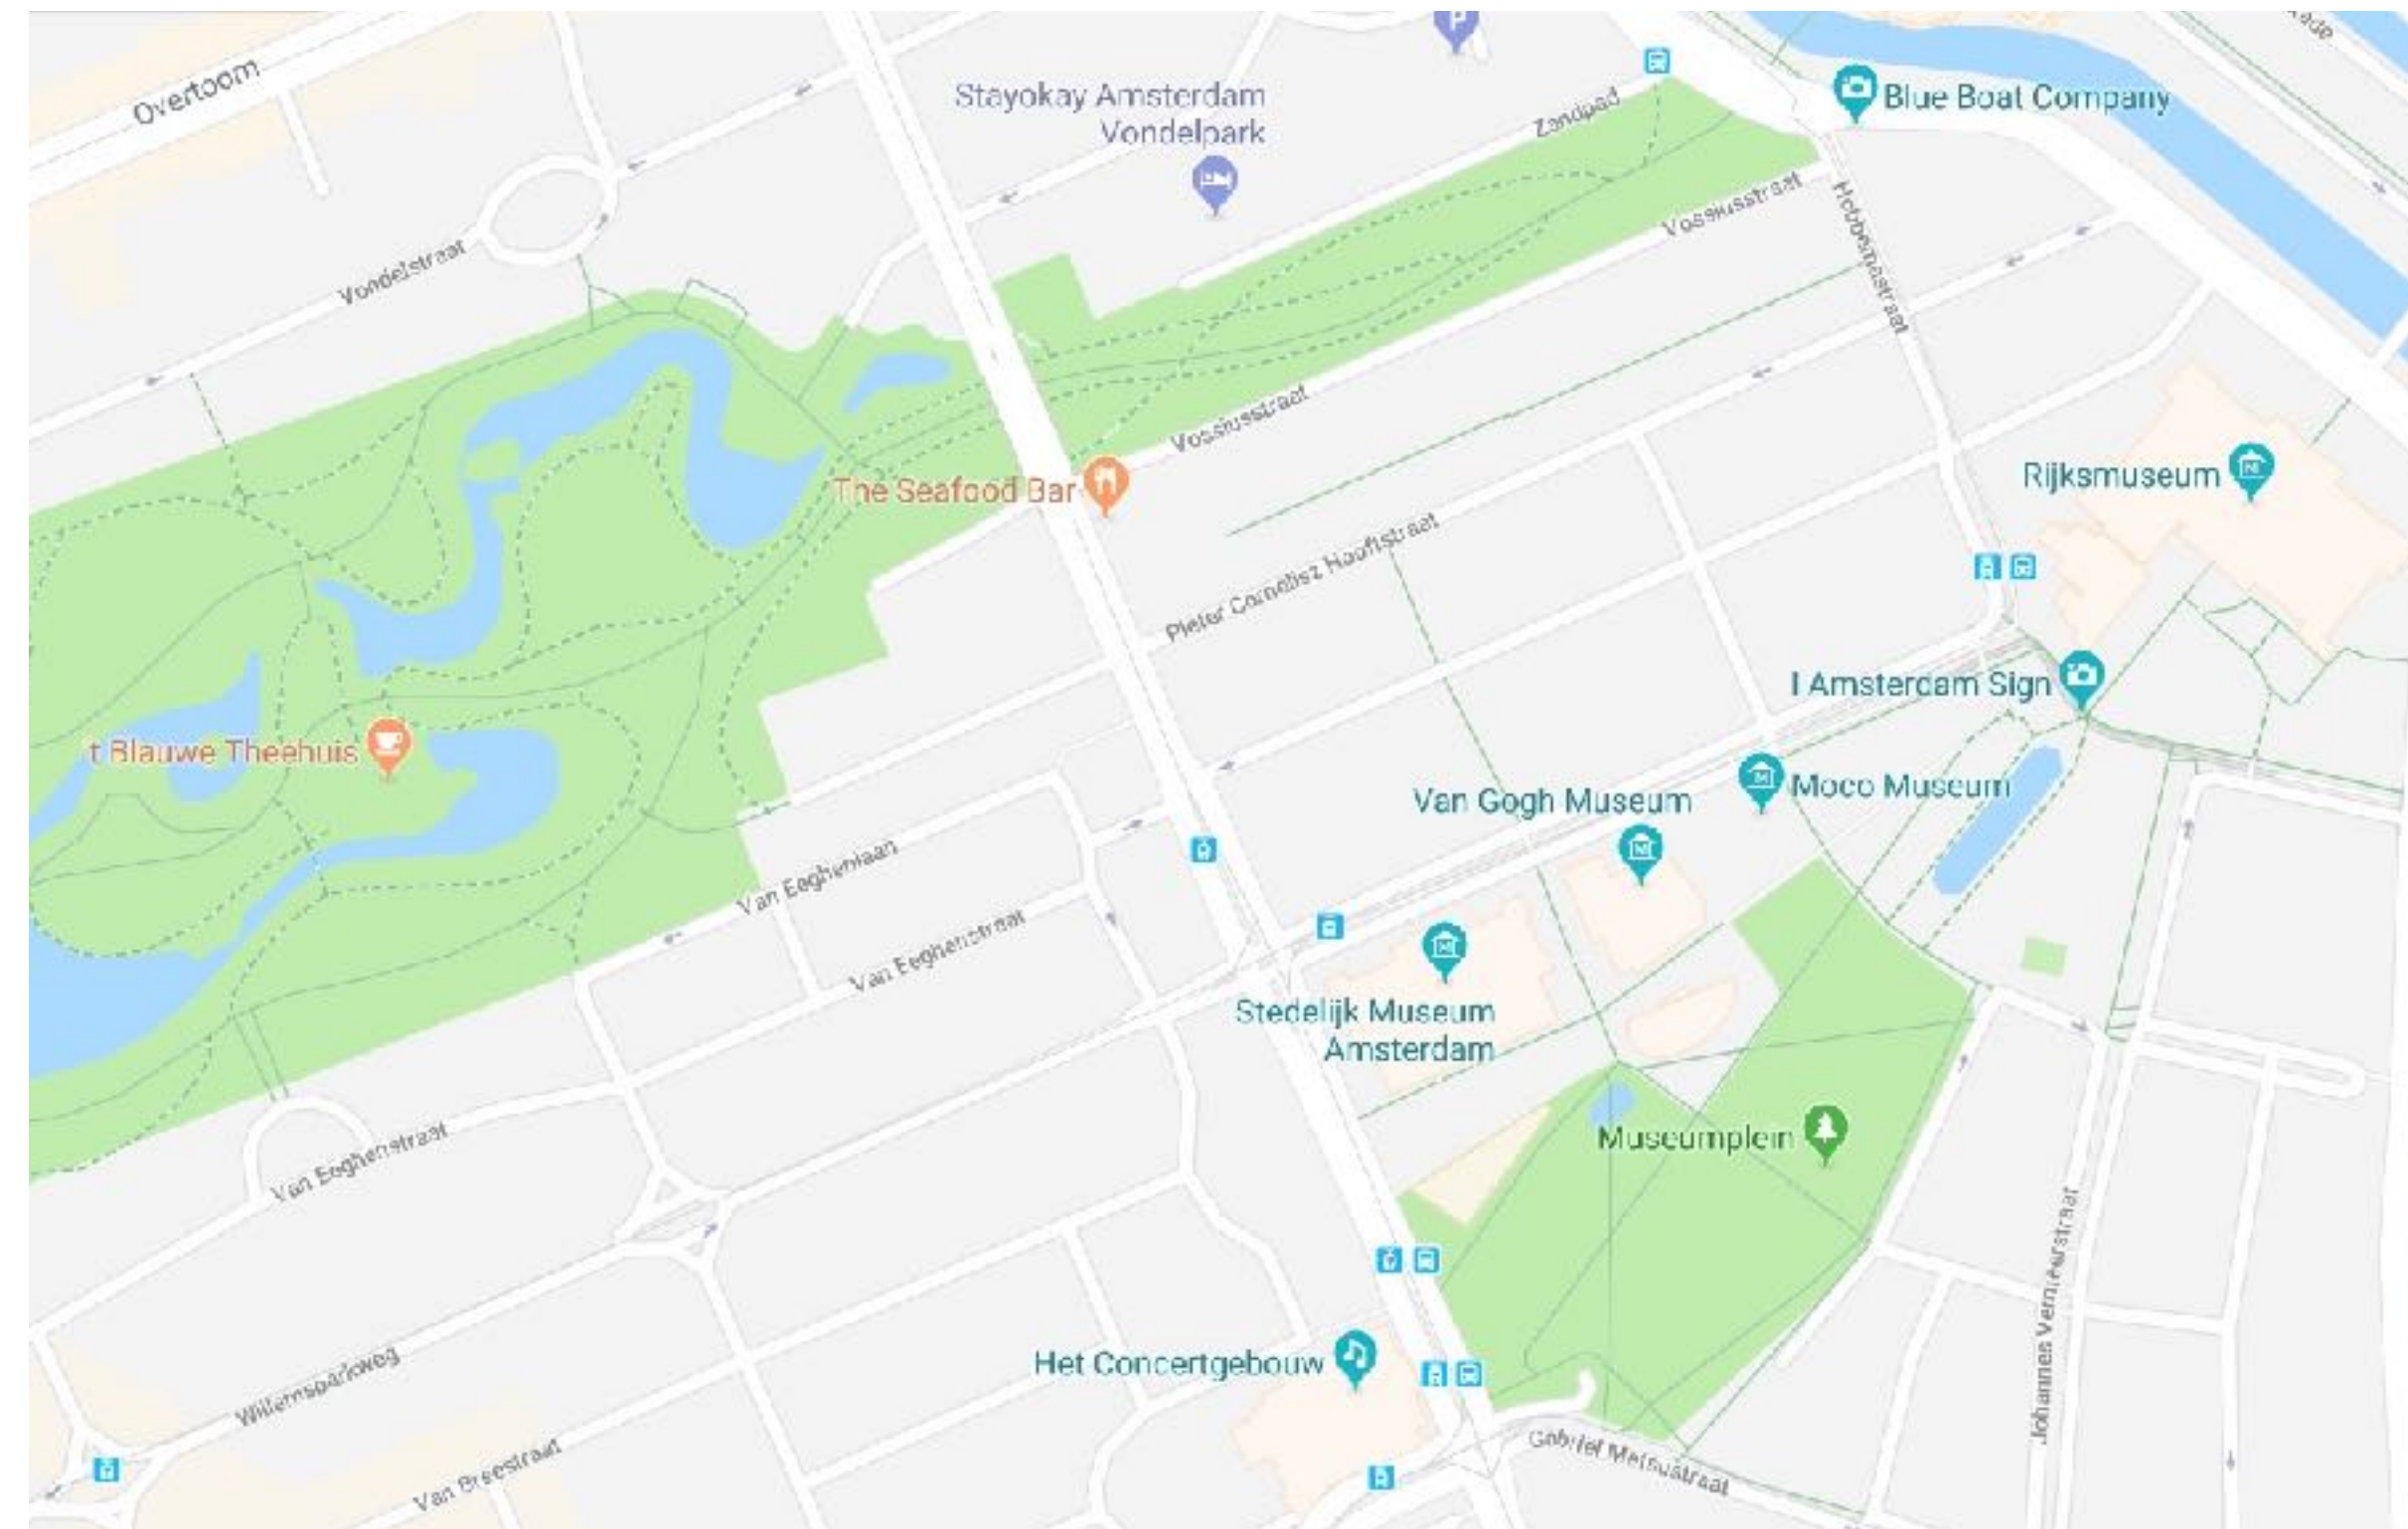 Overtoom
Stayokay Amsterdam
Vondelpark
P
Zandpad
Blue Boat Company
Vossiusstraat
Hobbemastraat
Vondelstraat
Vossiusstraat
The Seafood Bar
Rijksmuseum
Pieter Cornelisz Hooftstraat
I Amsterdam Sign
't Blauwe Theehuis
Van Gogh Museum
Moco Museum
Van Eeghenlaan
Van Eeghenstraat
Stedelijk Museum
Amsterdam
Museumplein
Van Eeghenstraat
Johannes Vermeerstraat
Het Concertgebouw
Willemsparkweg
Van Breestraat
Gabriel Metsustraat